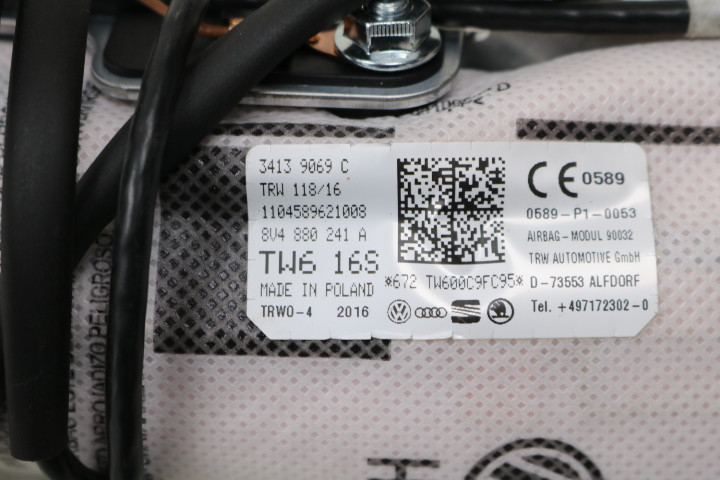 3413 9069 C
TRW 118/16
1104589621008
8V4 880 241 A
TW6 16S
MADE IN POLAND
TRWO-4 2016
*672 TW600C9FC95*
CE 0589
0589-P1-0053
AIRBAG-MODUL 90032
TRW AUTOMOTIVE GmbH
D-73553 ALFDORF
Tel. +497172302-0
PELIGROSO
H